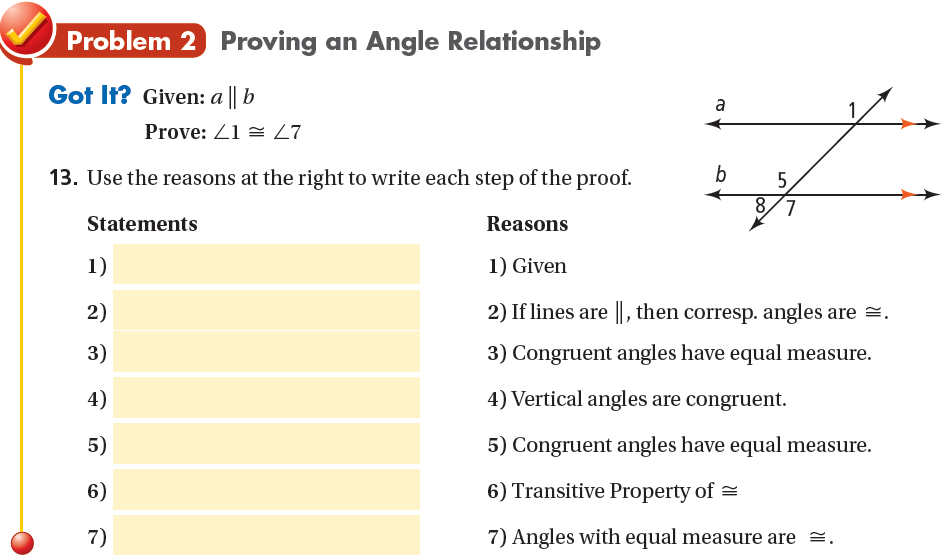 Problem 2 Proving an Angle Relationship
Got It? Given: a ∥ b
Prove: ∠1 ≅ ∠7
13. Use the reasons at the right to write each step of the proof.
a
1
b
5
8
7
Statements Reasons
1) 1) Given
2) 2) If lines are ∥, then corresp. angles are ≅.
3) 3) Congruent angles have equal measure.
4) 4) Vertical angles are congruent.
5) 5) Congruent angles have equal measure.
6) 6) Transitive Property of ≅
7) 7) Angles with equal measure are ≅.